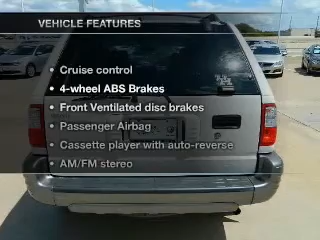 VEHICLE FEATURES
Cruise control
4-wheel ABS Brakes
Front Ventilated disc brakes
Passenger Airbag
Cassette player with auto-reverse
AM/FM stereo